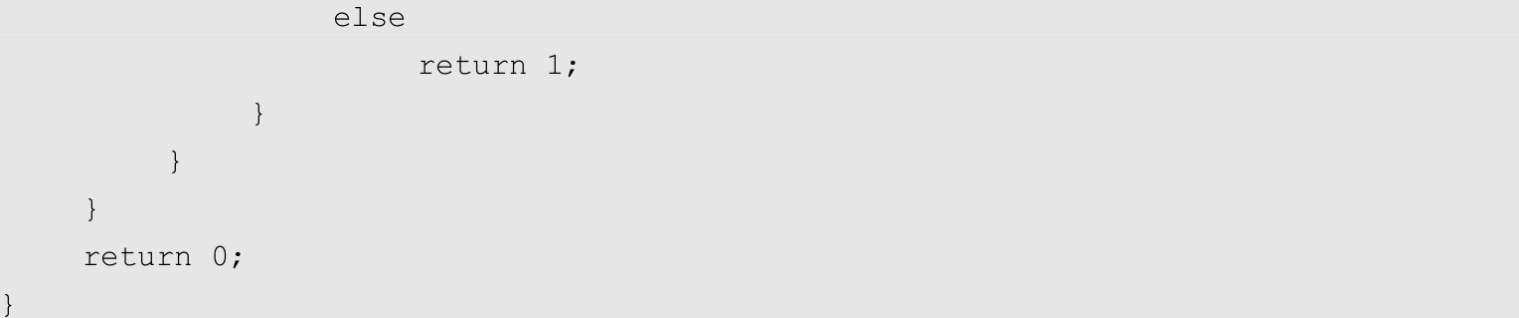 else
return 1;
}
}
}
return 0;
}